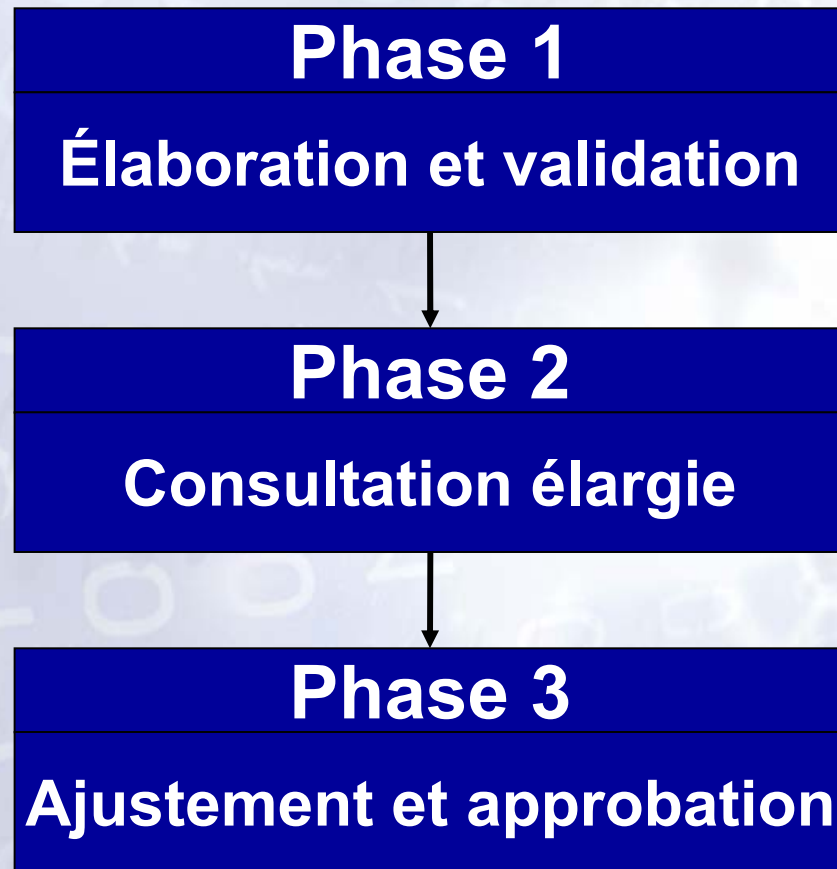 Phase 1
Élaboration et validation
Phase 2
Consultation élargie
Phase 3
Ajustement et approbation